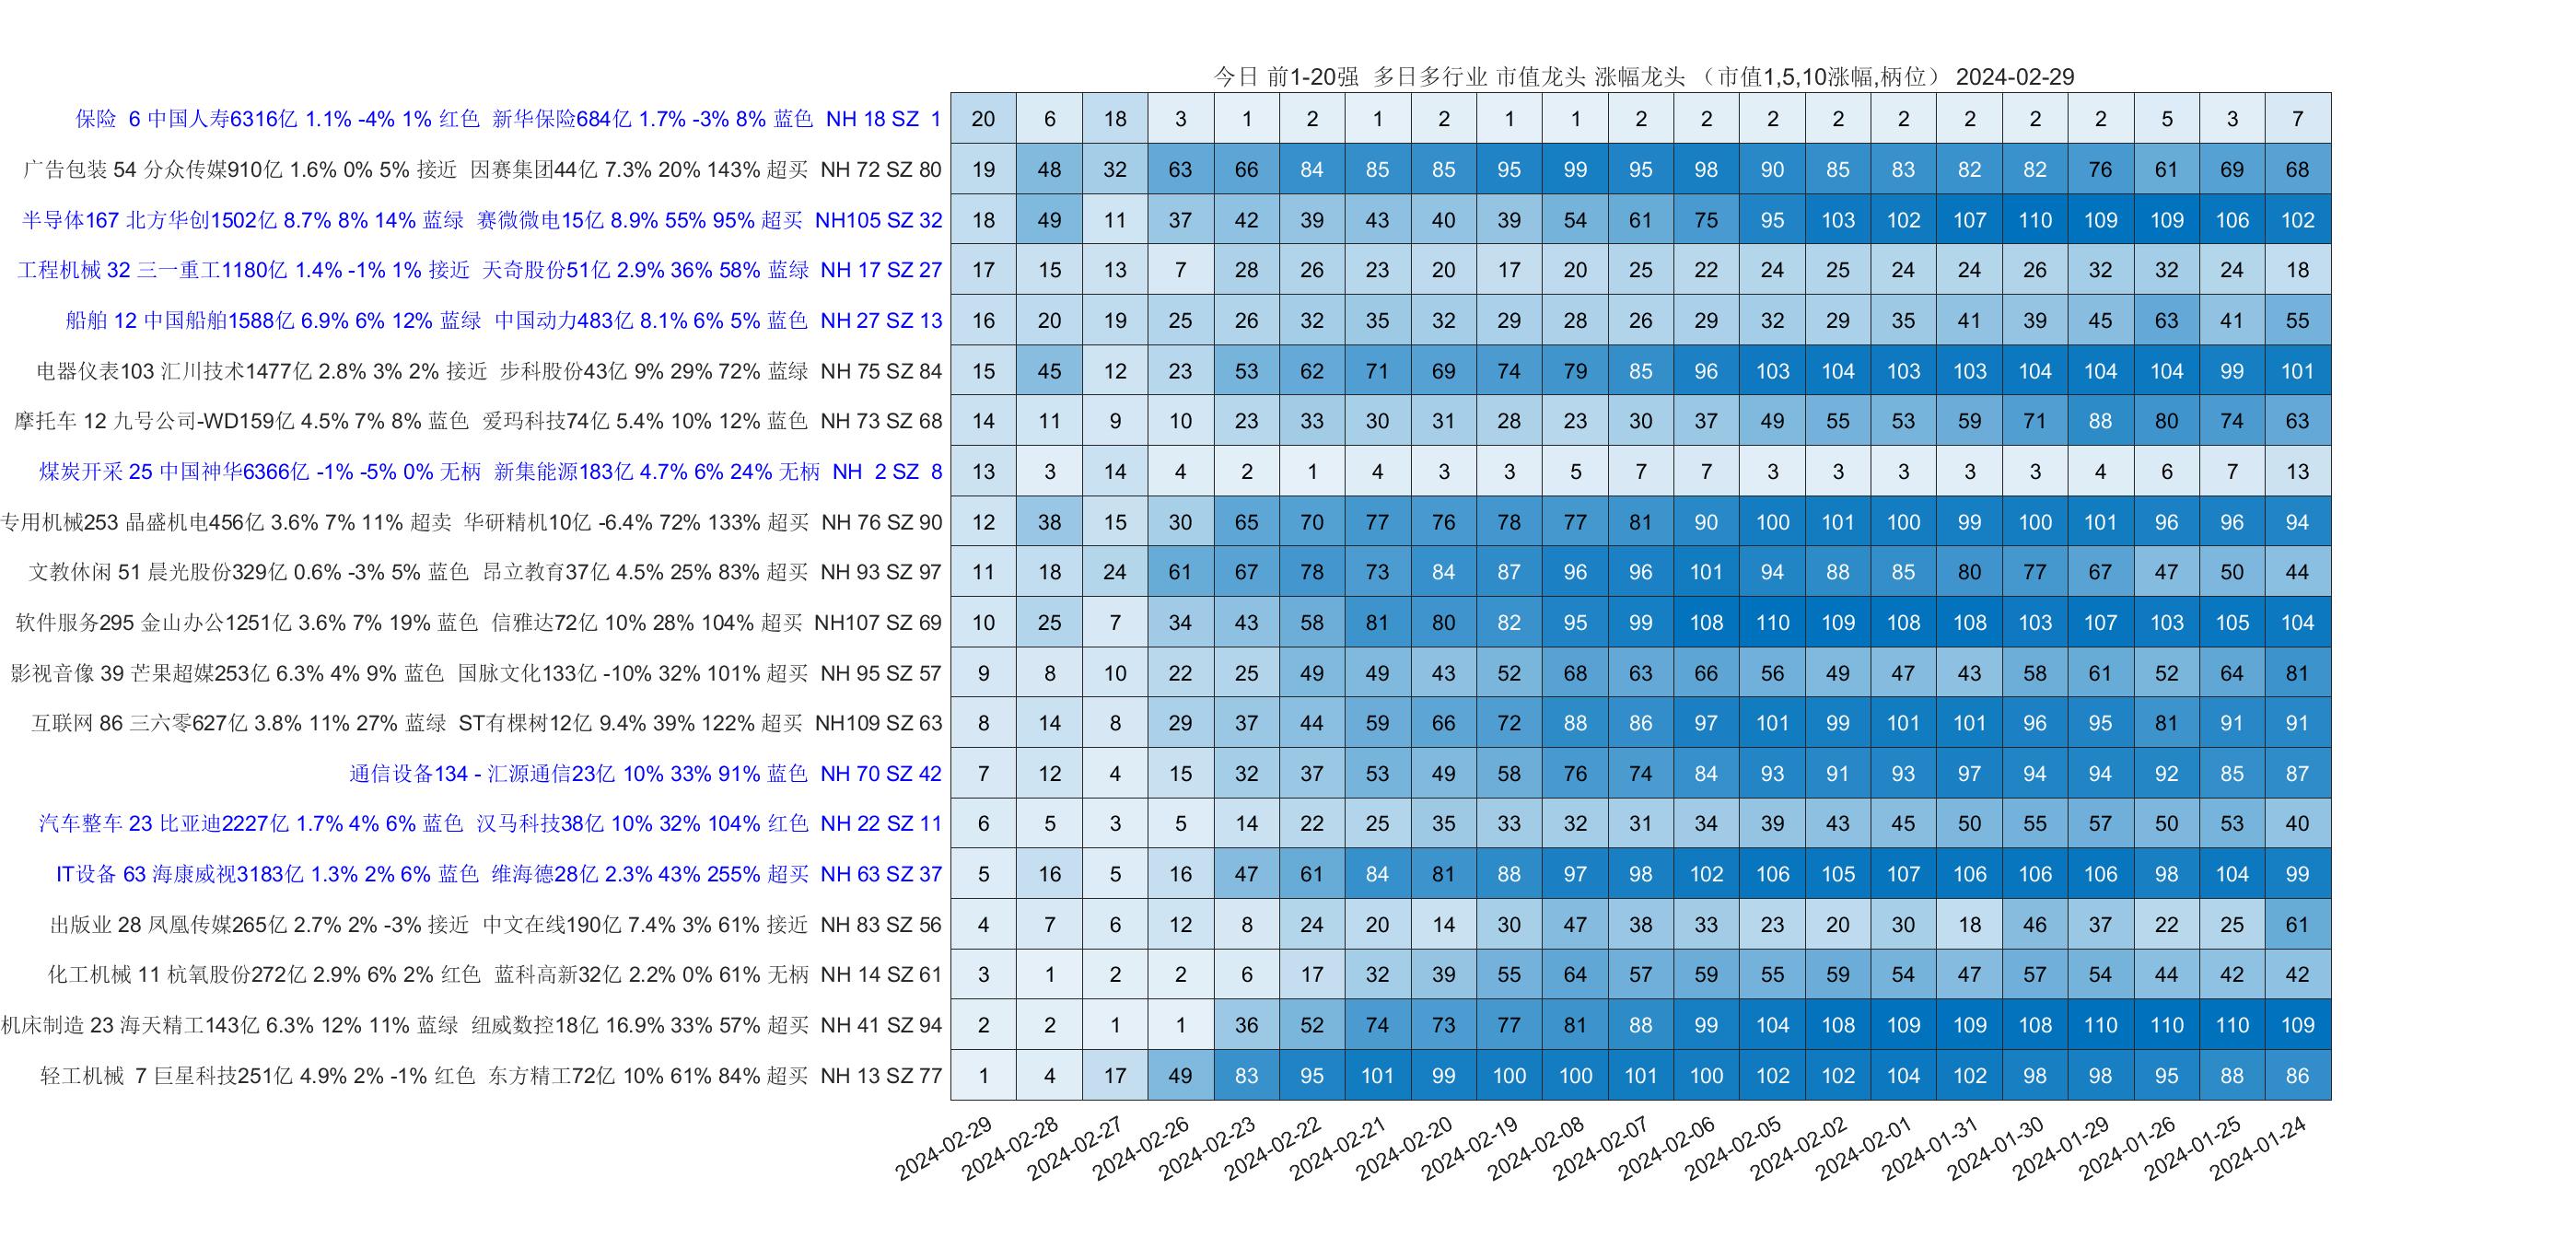 今日 前1-20强 多日多行业 市值龙头 涨幅龙头 （市值1,5,10涨幅,柄位） 2024-02-29
保险 6 中国人寿6316亿 1.1% -4% 1% 红色 新华保险684亿 1.7% -3% 8% 蓝色 NH 18 SZ 1 20 6 18 3 1 2 1 2 1 1 2 2 2 2 2 2 2 2 5 3 7
广告包装 54 分众传媒910亿 1.6% 0% 5% 接近 因赛集团44亿 7.3% 20% 143% 超买 NH 72 SZ 80 19 48 32 63 66 84 85 85 95 99 95 98 90 85 83 82 82 76 61 69 68
半导体167 北方华创1502亿 8.7% 8% 14% 蓝绿 赛微微电15亿 8.9% 55% 95% 超买 NH105 SZ 32 18 49 11 37 42 39 43 40 39 54 61 75 95 103 102 107 110 109 109 106 102
工程机械 32 三一重工1180亿 1.4% -1% 1% 接近 天奇股份51亿 2.9% 36% 58% 蓝绿 NH 17 SZ 27 17 15 13 7 28 26 23 20 17 20 25 22 24 25 24 24 26 32 32 24 18
船舶 12 中国船舶1588亿 6.9% 6% 12% 蓝绿 中国动力483亿 8.1% 6% 5% 蓝色 NH 27 SZ 13 16 20 19 25 26 32 35 32 29 28 26 29 32 29 35 41 39 45 63 41 55
电器仪表103 汇川技术1477亿 2.8% 3% 2% 接近 步科股份43亿 9% 29% 72% 蓝绿 NH 75 SZ 84 15 45 12 23 53 62 71 69 74 79 85 96 103 104 103 103 104 104 104 99 101
摩托车 12 九号公司-WD159亿 4.5% 7% 8% 蓝色 爱玛科技74亿 5.4% 10% 12% 蓝色 NH 73 SZ 68 14 11 9 10 23 33 30 31 28 23 30 37 49 55 53 59 71 88 80 74 63
煤炭开采 25 中国神华6366亿 -1% -5% 0% 无柄 新集能源183亿 4.7% 6% 24% 无柄 NH 2 SZ 8 13 3 14 4 2 1 4 3 3 5 7 7 3 3 3 3 3 4 6 7 13
专用机械253 晶盛机电456亿 3.6% 7% 11% 超卖 华研精机10亿 -6.4% 72% 133% 超买 NH 76 SZ 90 12 38 15 30 65 70 77 76 78 77 81 90 100 101 100 99 100 101 96 96 94
文教休闲 51 晨光股份329亿 0.6% -3% 5% 蓝色 昂立教育37亿 4.5% 25% 83% 超买 NH 93 SZ 97 11 18 24 61 67 78 73 84 87 96 96 101 94 88 85 80 77 67 47 50 44
软件服务295 金山办公1251亿 3.6% 7% 19% 蓝色 信雅达72亿 10% 28% 104% 超买 NH107 SZ 69 10 25 7 34 43 58 81 80 82 95 99 108 110 109 108 108 103 107 103 105 104
影视音像 39 芒果超媒253亿 6.3% 4% 9% 蓝色 国脉文化133亿 -10% 32% 101% 超买 NH 95 SZ 57 9 8 10 22 25 49 49 43 52 68 63 66 56 49 47 43 58 61 52 64 81
互联网 86 三六零627亿 3.8% 11% 27% 蓝绿 ST有棵树12亿 9.4% 39% 122% 超买 NH109 SZ 63 8 14 8 29 37 44 59 66 72 88 86 97 101 99 101 101 96 95 81 91 91
通信设备134 - 汇源通信23亿 10% 33% 91% 蓝色 NH 70 SZ 42 7 12 4 15 32 37 53 49 58 76 74 84 93 91 93 97 94 94 92 85 87
汽车整车 23 比亚迪2227亿 1.7% 4% 6% 蓝色 汉马科技38亿 10% 32% 104% 红色 NH 22 SZ 11 6 5 3 5 14 22 25 35 33 32 31 34 39 43 45 50 55 57 50 53 40
IT设备 63 海康威视3183亿 1.3% 2% 6% 蓝色 维海德28亿 2.3% 43% 255% 超买 NH 63 SZ 37 5 16 5 16 47 61 84 81 88 97 98 102 106 105 107 106 106 106 98 104 99
出版业 28 凤凰传媒265亿 2.7% 2% -3% 接近 中文在线190亿 7.4% 3% 61% 接近 NH 83 SZ 56 4 7 6 12 8 24 20 14 30 47 38 33 23 20 30 18 46 37 22 25 61
化工机械 11 杭氧股份272亿 2.9% 6% 2% 红色 蓝科高新32亿 2.2% 0% 61% 无柄 NH 14 SZ 61 3 1 2 2 6 17 32 39 55 64 57 59 55 59 54 47 57 54 44 42 42
机床制造 23 海天精工143亿 6.3% 12% 11% 蓝绿 纽威数控18亿 16.9% 33% 57% 超买 NH 41 SZ 94 2 2 1 1 36 52 74 73 77 81 88 99 104 108 109 109 108 110 110 110 109
轻工机械 7 巨星科技251亿 4.9% 2% -1% 红色 东方精工72亿 10% 61% 84% 超买 NH 13 SZ 77 1 4 17 49 83 95 101 99 100 100 101 100 102 102 104 102 98 98 95 88 86
2024-02-29 2024-02-28 2024-02-27 2024-02-26 2024-02-23 2024-02-22 2024-02-21 2024-02-20 2024-02-19 2024-02-08 2024-02-07 2024-02-06 2024-02-05 2024-02-02 2024-02-01 2024-01-31 2024-01-30 2024-01-29 2024-01-26 2024-01-25 2024-01-24